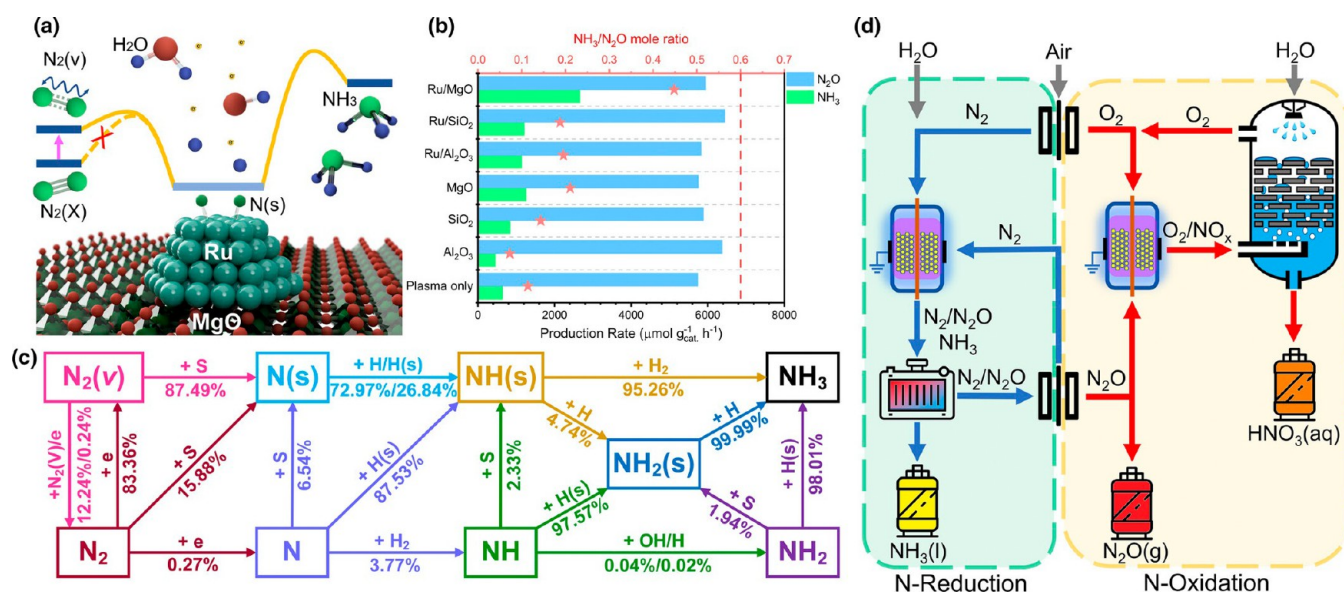 (a)
N₂(v)
H₂O
e
e
e
e
e
e
NH₃
N₂(X)
N(s)
Ru
MgO
(b)
NH₃/N₂O mole ratio
0.0 0.1 0.2 0.3 0.4 0.5 0.6 0.7
Ru/MgO
Ru/SiO₂
Ru/Al₂O₃
MgO
SiO₂
Al₂O₃
Plasma only
N₂O
NH₃
0 2000 4000 6000 8000
Production Rate (μmol g⁻¹cat. h⁻¹)
(c)
N₂(v)
+ S
87.49%
N(s)
+ H/H(s)
72.97%/26.84%
NH(s)
+ H₂
95.26%
NH₃
+N₂(V)/e
12.24%/0.24%
+ e
83.36%
+ S
15.88%
+ S
6.54%
+ H(s)
87.53%
+ S
2.33%
+ H
4.74%
+ H
99.99%
NH₂(s)
+ H(s)
97.57%
+ S
1.94%
+ H(s)
98.01%
N₂
+ e
0.27%
N
+ H₂
3.77%
NH
+ OH/H
0.04%/0.02%
NH₂
(d)
H₂O
Air
H₂O
N₂
O₂
O₂
N₂
O₂/NOₓ
N₂/N₂O
NH₃
N₂/N₂O
N₂O
HNO₃(aq)
NH₃(l)
N₂O(g)
N-Reduction
N-Oxidation